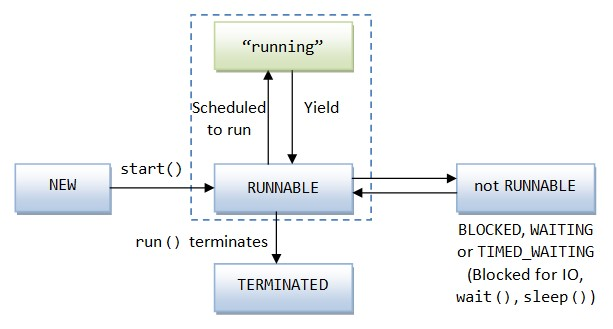 “running”
Scheduled
to run
Yield
start()
NEW
RUNNABLE
not RUNNABLE
BLOCKED, WAITING
or TIMED_WAITING
(Blocked for IO,
wait(), sleep())
run() terminates
TERMINATED